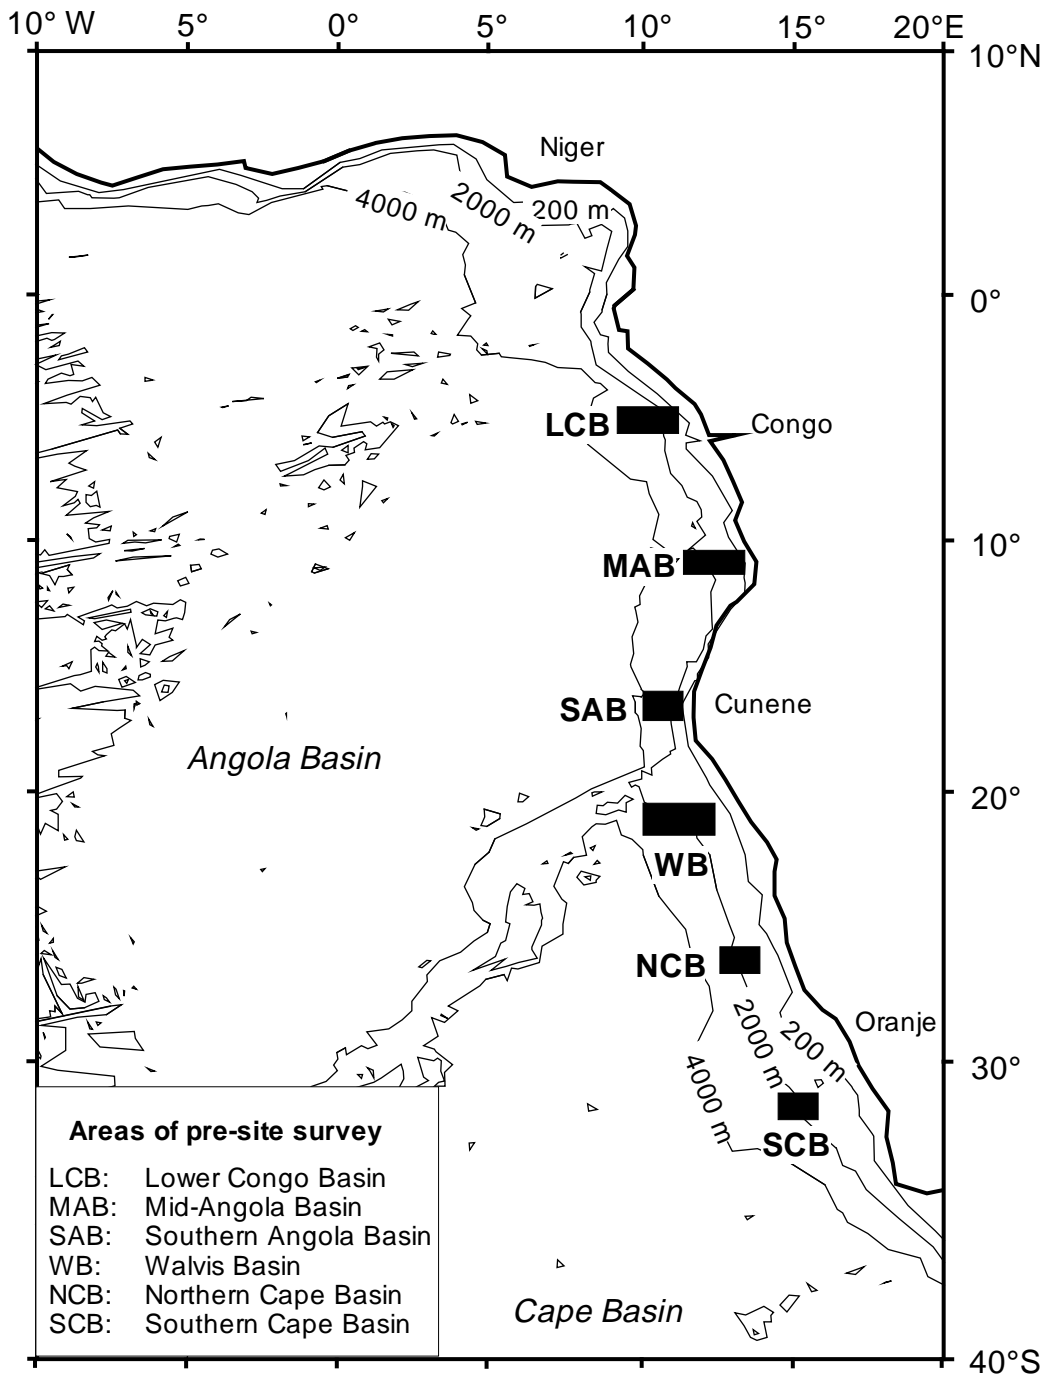 10° W 5° 0° 5° 10° 15° 20°E
10°N
Niger
4000 m 2000 m 200 m
0°
LCB Congo
10°
MAB
SAB Cunene
Angola Basin
20°
WB
NCB
Oranje
2000 m 200 m
4000 m
30°
SCB
Areas of pre-site survey
LCB: Lower Congo Basin
MAB: Mid-Angola Basin
SAB: Southern Angola Basin
WB: Walvis Basin
NCB: Northern Cape Basin
SCB: Southern Cape Basin
Cape Basin
40°S